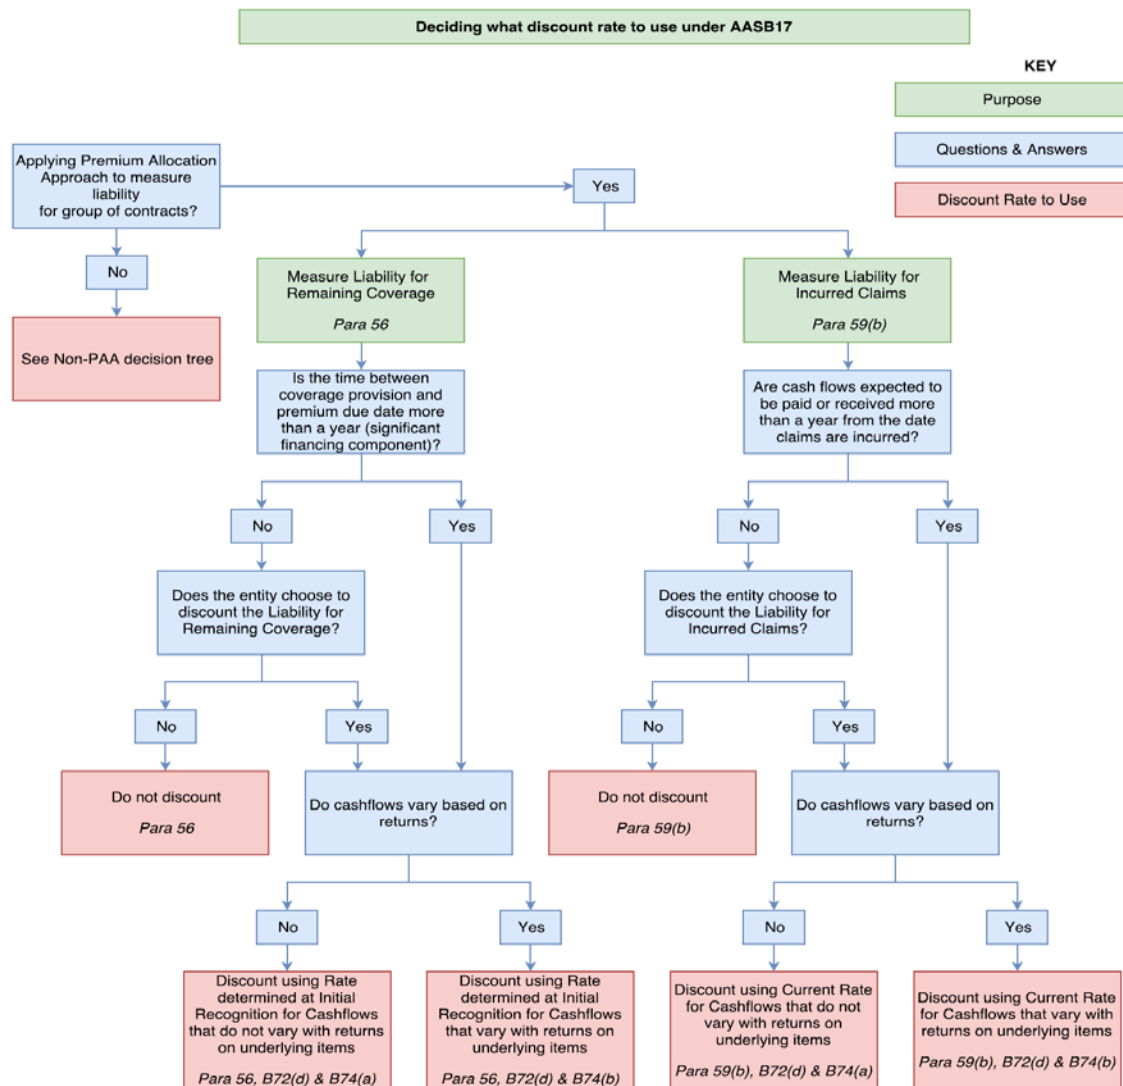 Deciding what discount rate to use under AASB17
KEY
Purpose
Questions & Answers
Discount Rate to Use
Applying Premium Allocation
Approach to measure
liability
for group of contracts?
Yes
No
See Non-PAA decision tree
Measure Liability for
Remaining Coverage
Para 56
Measure Liability for
Incurred Claims
Para 59(b)
Is the time between
coverage provision and
premium due date more
than a year (significant
financing component)?
Are cash flows expected to
be paid or received more
than a year from the date
claims are incurred?
No
Yes
No
Yes
Does the entity choose to
discount the Liability for
Remaining Coverage?
Does the entity choose to
discount the Liability for
Incurred Claims?
No
Yes
No
Yes
Do not discount
Para 56
Do cashflows vary based on
returns?
Do not discount
Para 59(b)
Do cashflows vary based on
returns?
No
Yes
No
Yes
Discount using Rate
determined at Initial
Recognition for Cashflows
that do not vary with returns
on underlying items
Para 56, B72(d) & B74(a)
Discount using Rate
determined at Initial
Recognition for Cashflows
that vary with returns on
underlying items
Para 56, B72(d) & B74(b)
Discount using Current Rate
for Cashflows that do not
vary with returns on
underlying items
Para 59(b), B72(d) & B74(a)
Discount using Current Rate
for Cashflows that vary with
returns on underlying items
Para 59(b), B72(d) & B74(b)